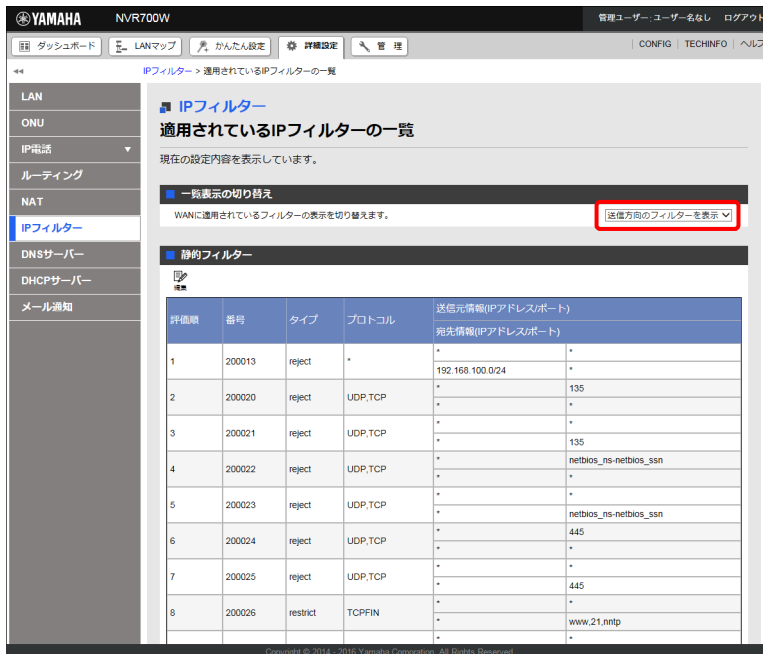 YAMAHA NVR700W 管理ユーザー:ユーザー名なし ログアウト
ダッシュボード LANマップ かんたん設定 詳細設定 管 理 CONFIG TECHINFO ヘルプ
◂◂ IPフィルター > 適用されているIPフィルターの一覧
LAN
ONU
IP電話 ▼
ルーティング
NAT
IPフィルター
DNSサーバー
DHCPサーバー
メール通知
IPフィルター
適用されているIPフィルターの一覧
現在の設定内容を表示しています。
一覧表示の切り替え
WANに適用されているフィルターの表示を切り替えます。 送信方向のフィルターを表示
静的フィルター
編集
評価順 番号 タイプ プロトコル 送信元情報(IPアドレス/ポート)
宛先情報(IPアドレス/ポート)
1 200013 reject * * *
192.168.100.0/24 *
2 200020 reject UDP,TCP * 135
* *
3 200021 reject UDP,TCP * *
* 135
4 200022 reject UDP,TCP * netbios_ns-netbios_ssn
* *
5 200023 reject UDP,TCP * *
* netbios_ns-netbios_ssn
6 200024 reject UDP,TCP * 445
* *
7 200025 reject UDP,TCP * *
* 445
8 200026 restrict TCPFIN * *
* www,21,nntp
* *
Copyright © 2014 - 2016 Yamaha Corporation. All Rights Reserved.